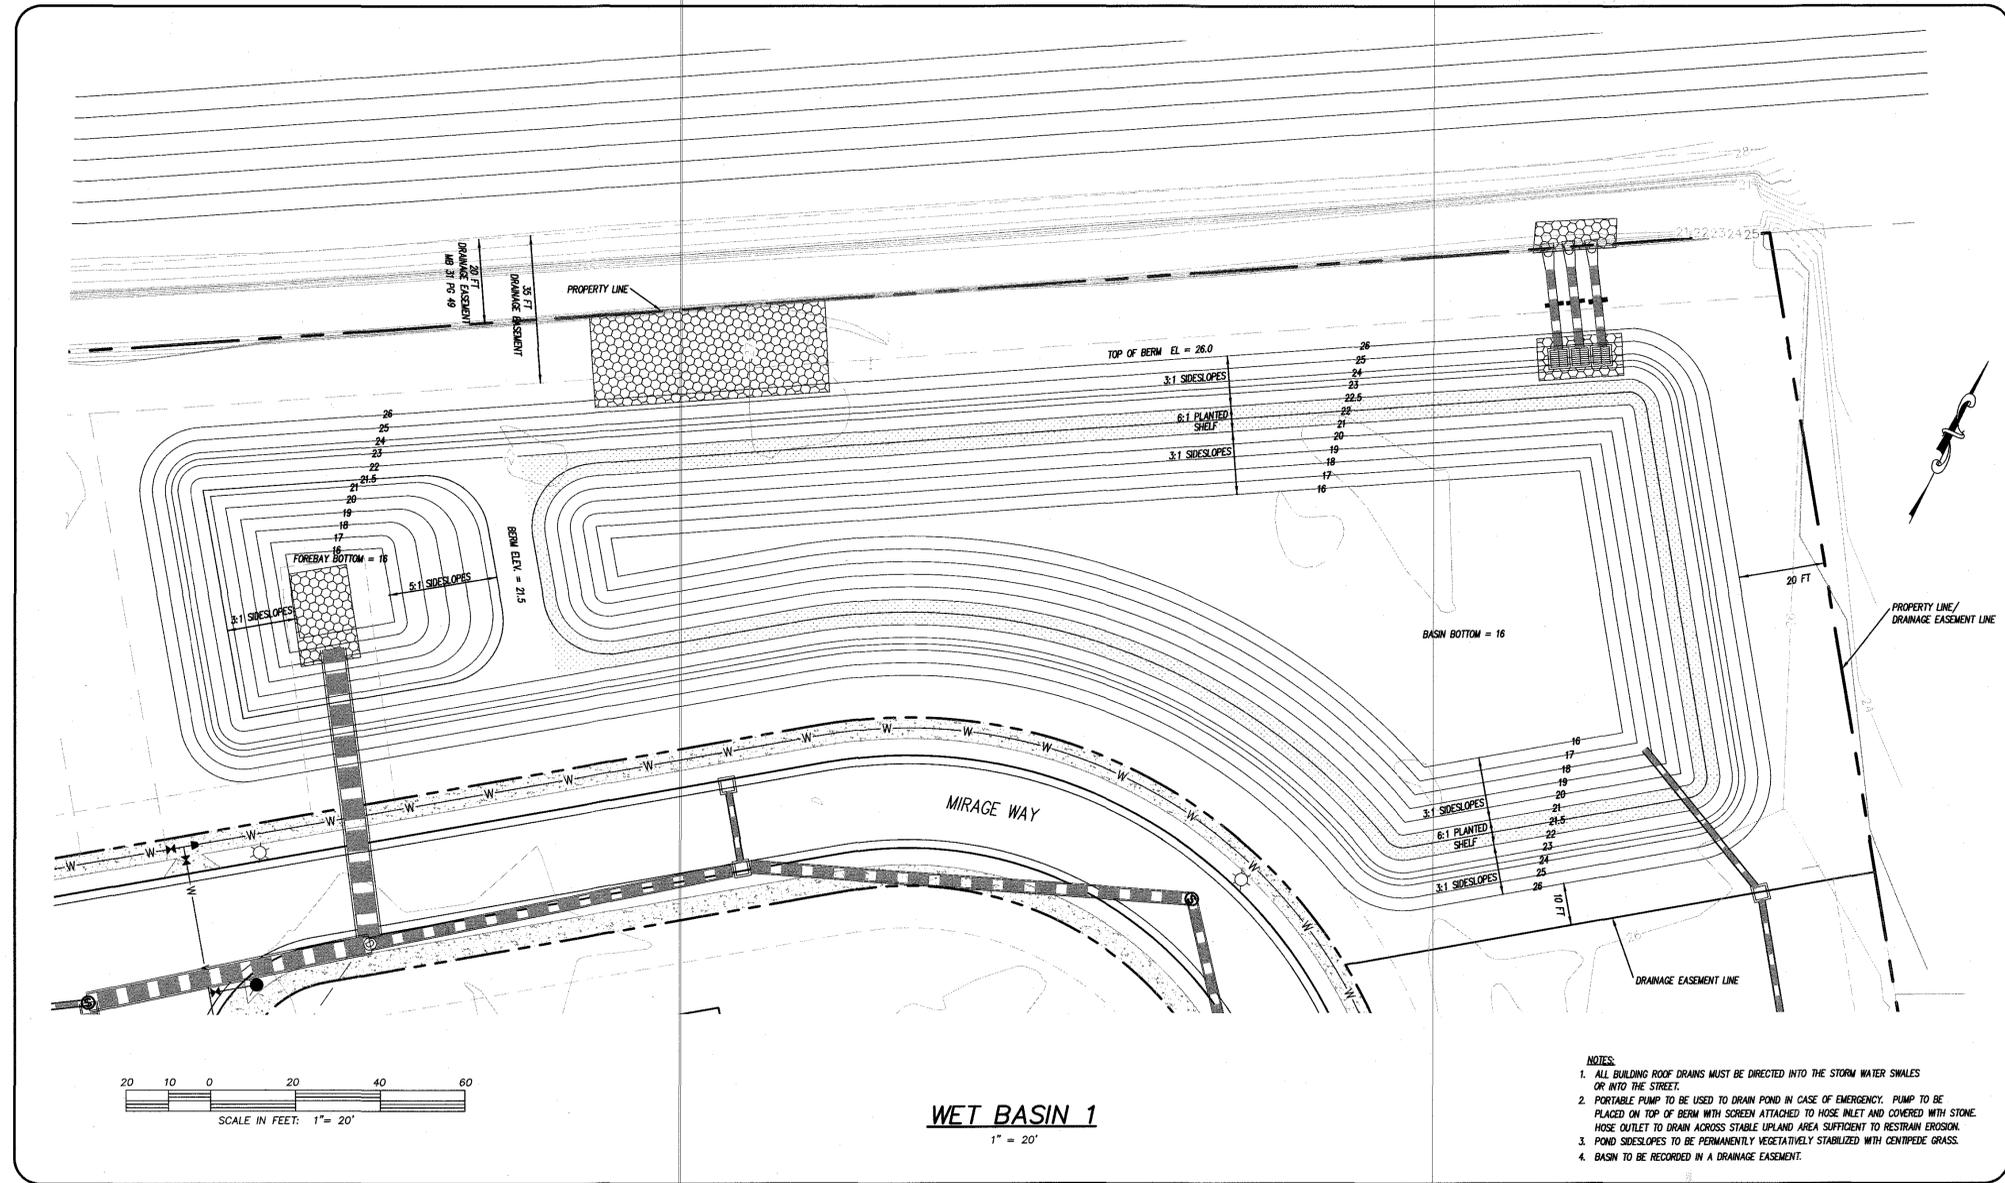 28
21
21 22 23 24 25
20 FT
DRAINAGE EASEMENT
MB 31 PG 49
35 FT
DRAINAGE EASEMENT
PROPERTY LINE
TOP OF BERM EL = 26.0
3:1 SIDESLOPES
6:1 PLANTED
SHELF
3:1 SIDESLOPES
26
25
24
23
22.5
22
21
20
19
18
17
16
26
25
24
23
22
21.5
21
20
19
18
17
16
FOREBAY BOTTOM = 16
5:1 SIDESLOPES
3:1 SIDESLOPES
BERM ELEV. = 21.5
BASIN BOTTOM = 16
20 FT
PROPERTY LINE/
DRAINAGE EASEMENT LINE
26
24
16
17
18
19
20
21
21.5
22
23
24
25
26
3:1 SIDESLOPES
6:1 PLANTED
SHELF
3:1 SIDESLOPES
10 FT
26
DRAINAGE EASEMENT LINE
MIRAGE WAY
W W W W W W W W W W W W W W W W W W
W
S
S
20 10 0 20 40 60
SCALE IN FEET: 1"= 20'
WET BASIN 1
1" = 20'
NOTES:
1. ALL BUILDING ROOF DRAINS MUST BE DIRECTED INTO THE STORM WATER SWALES
OR INTO THE STREET.
2. PORTABLE PUMP TO BE USED TO DRAIN POND IN CASE OF EMERGENCY. PUMP TO BE
PLACED ON TOP OF BERM WITH SCREEN ATTACHED TO HOSE INLET AND COVERED WITH STONE.
HOSE OUTLET TO DRAIN ACROSS STABLE UPLAND AREA SUFFICIENT TO RESTRAIN EROSION.
3. POND SIDESLOPES TO BE PERMANENTLY VEGETATIVELY STABILIZED WITH CENTIPEDE GRASS.
4. BASIN TO BE RECORDED IN A DRAINAGE EASEMENT.